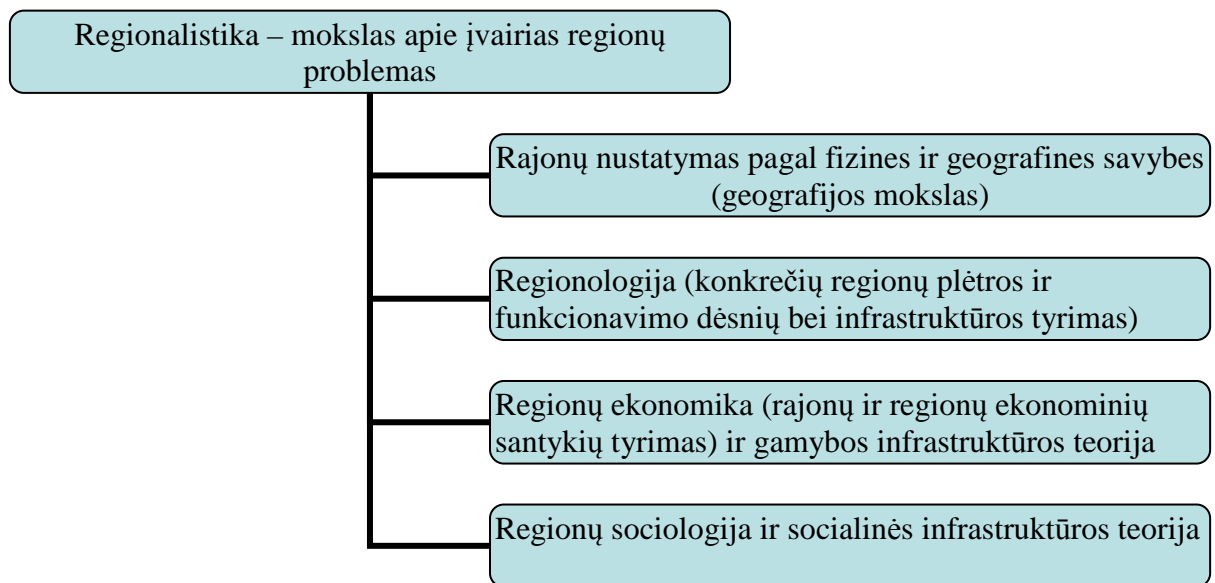 Regionalistika – mokslas apie įvairias regionų
problemas
Rajonų nustatymas pagal fizines ir geografines savybes
(geografijos mokslas)
Regionologija (konkrečių regionų plėtros ir
funkcionavimo dėsnių bei infrastruktūros tyrimas)
Regionų ekonomika (rajonų ir regionų ekonominių
santykių tyrimas) ir gamybos infrastruktūros teorija
Regionų sociologija ir socialinės infrastruktūros teorija